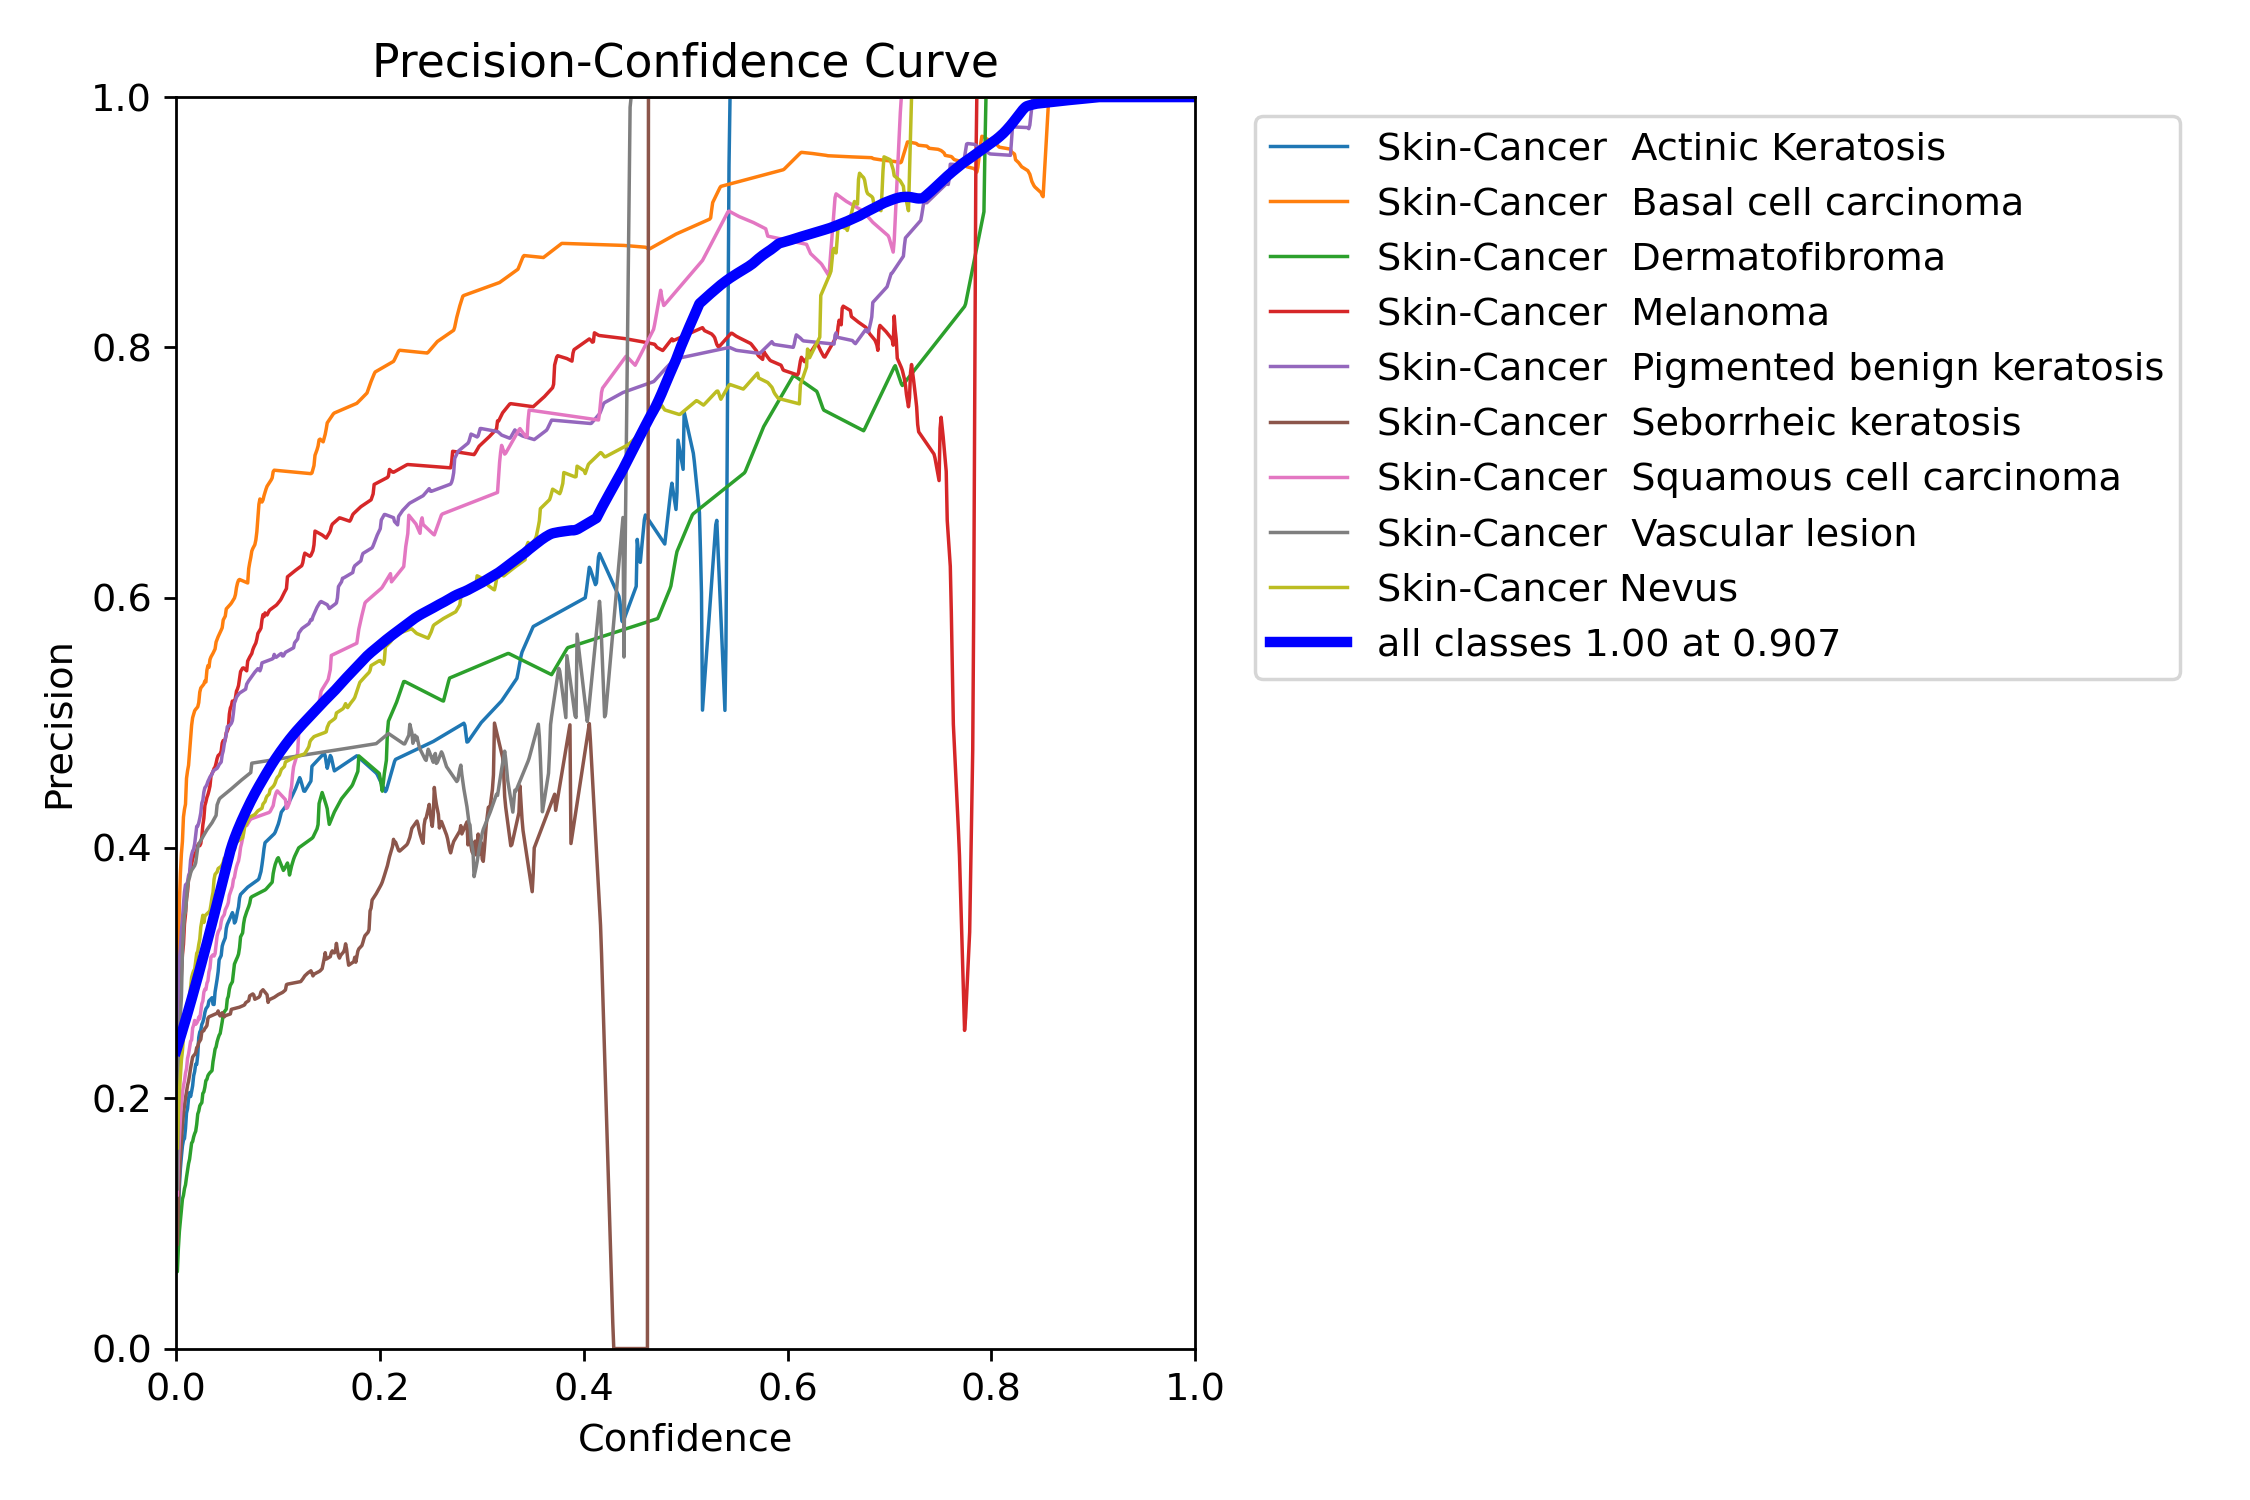 Precision-Confidence Curve
1.0
0.8
0.6
0.4
0.2
0.0
Precision
0.0 0.2 0.4 0.6 0.8 1.0
Confidence
Skin-Cancer  Actinic Keratosis
Skin-Cancer  Basal cell carcinoma
Skin-Cancer  Dermatofibroma
Skin-Cancer  Melanoma
Skin-Cancer  Pigmented benign keratosis
Skin-Cancer  Seborrheic keratosis
Skin-Cancer  Squamous cell carcinoma
Skin-Cancer  Vascular lesion
Skin-Cancer Nevus
all classes 1.00 at 0.907